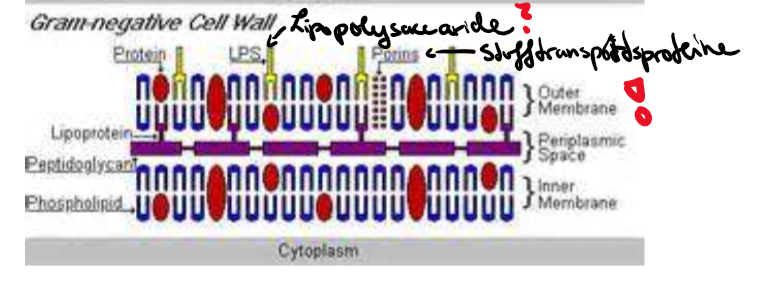 Gram-negative Cell Wall Lipopolysaccaride ?
Protein LPS Porins Stofftransportsproteine
Outer
Membrane !
Lipoprotein
Periplasmic
Space
Peptidoglycan
Phospholipid
Inner
Membrane
Cytoplasm